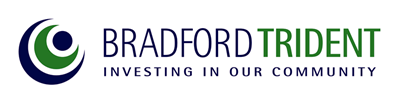 BRADFORD TRIDENT
INVESTING IN OUR COMMUNITY